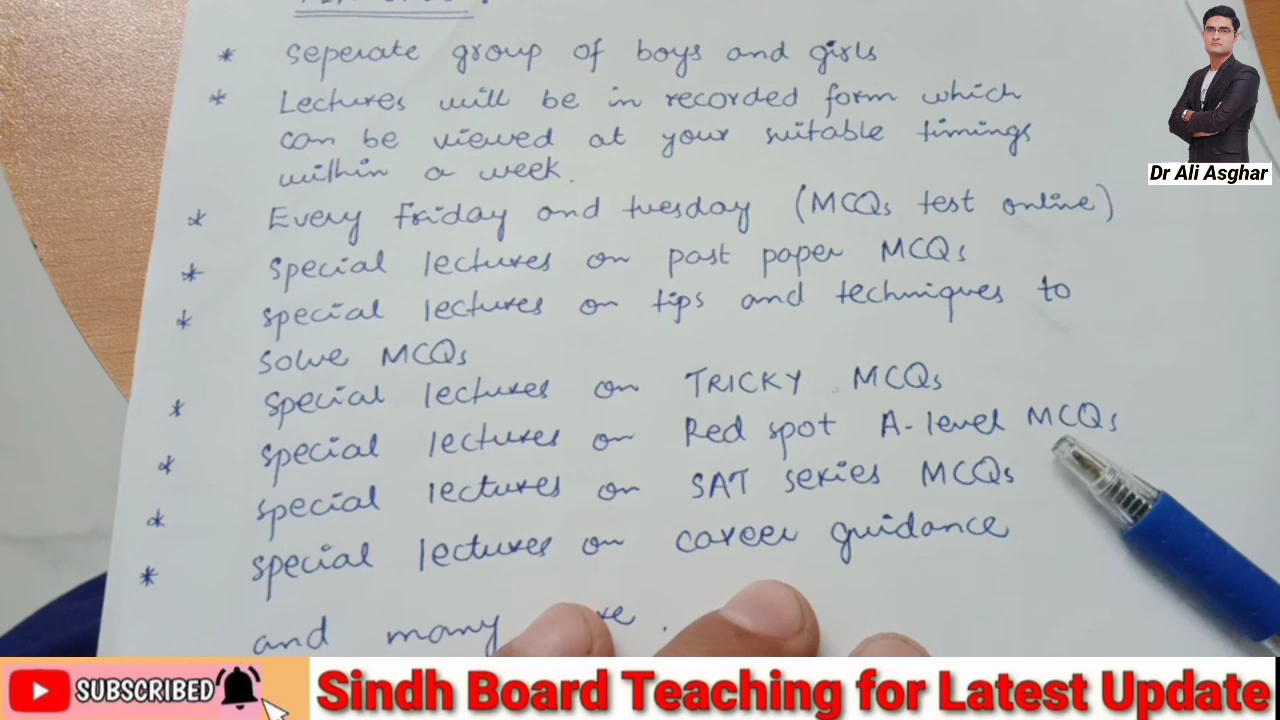 * seperate group of boys and girls
* Lectures will be in recorded form which
can be viewed at your suitable timings
within a week.
* Every Friday and tuesday (MCQs test online)
* special lectures on past paper MCQs
* special lectures on tips and techniques to
solve MCQs
* special lectures on TRICKY MCQs
* special lectures on Red spot A-level MCQs
* special lectures on SAT series MCQs
* special lectures on career guidance
and many
Dr Ali Asghar
SUBSCRIBED
Sindh Board Teaching for Latest Update